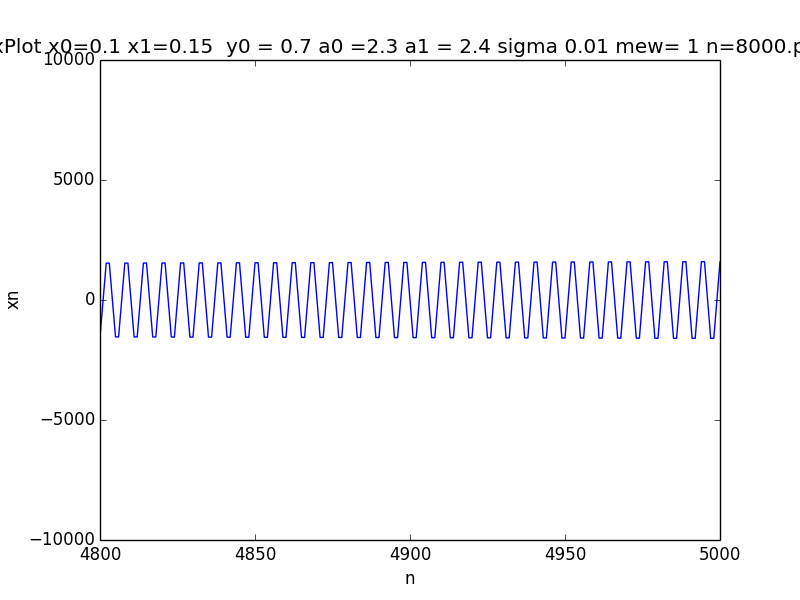 xPlot x0=0.1 x1=0.15  y0 = 0.7 a0 =2.3 a1 = 2.4 sigma 0.01 mew= 1 n=8000.p
10000
5000
0
−5000
−10000
xn
4800 4850 4900 4950 5000
n